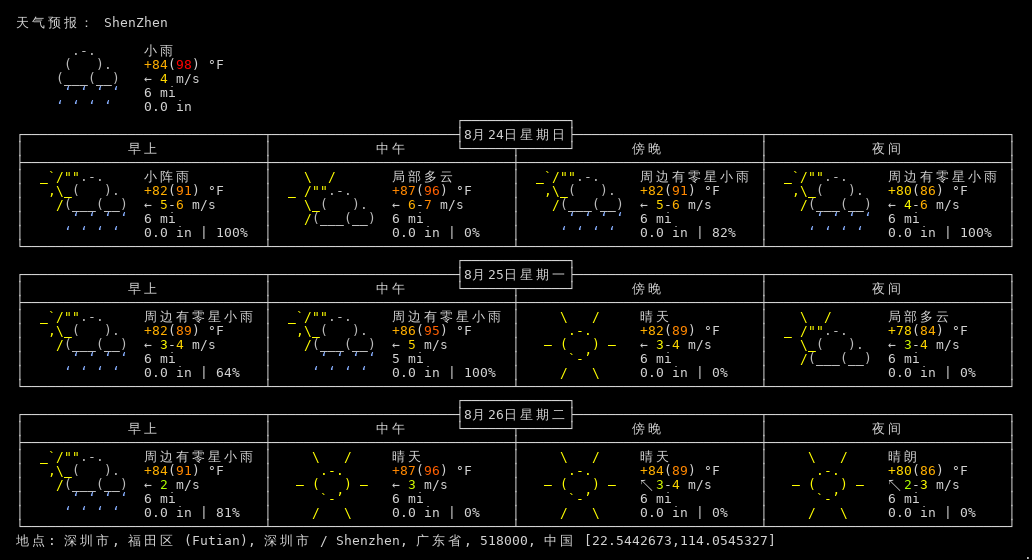 天气预报： ShenZhen
小雨
+84(98) °F
← 4 m/s
6 mi
0.0 in
8月24日星期日
早上 中午 傍晚 夜间
小阵雨 局部多云 周边有零星小雨 周边有零星小雨
+82(91) °F +87(96) °F +82(91) °F +80(86) °F
← 5-6 m/s ← 6-7 m/s ← 5-6 m/s ← 4-6 m/s
6 mi 6 mi 6 mi 6 mi
0.0 in | 100% 0.0 in | 0% 0.0 in | 82% 0.0 in | 100%
8月25日星期一
早上 中午 傍晚 夜间
周边有零星小雨 周边有零星小雨 晴天 局部多云
+82(89) °F +86(95) °F +82(89) °F +78(84) °F
← 3-4 m/s ← 5 m/s ← 3-4 m/s ← 3-4 m/s
6 mi 5 mi 6 mi 6 mi
0.0 in | 64% 0.0 in | 100% 0.0 in | 0% 0.0 in | 0%
8月26日星期二
早上 中午 傍晚 夜间
周边有零星小雨 晴天 晴天 晴朗
+84(91) °F +87(96) °F +84(89) °F +80(86) °F
← 2 m/s ← 3 m/s ↖ 3-4 m/s ↖ 2-3 m/s
6 mi 6 mi 6 mi 6 mi
0.0 in | 81% 0.0 in | 0% 0.0 in | 0% 0.0 in | 0%
地点: 深圳市, 福田区 (Futian), 深圳市 / Shenzhen, 广东省, 518000, 中国 [22.5442673,114.0545327]